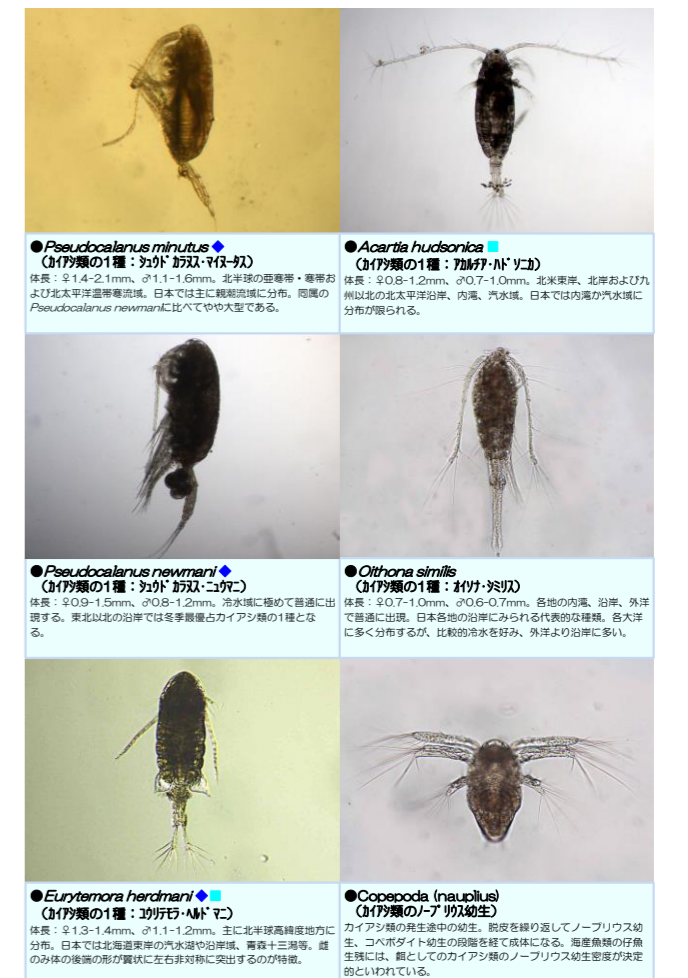 ●Pseudocalanus minutus ◆
（ｶｲｱｼ類の１種：ｼｭｳﾄﾞｶﾗﾇｽ・ﾏｲﾇｰﾀｽ）
体長：♀1.4-2.1mm、♂1.1-1.6mm。北半球の亜寒帯・寒帯お
よび北太平洋温帯寒流域。日本では主に親潮流域に分布。同属の
Pseudocalanus newmaniに比べてやや大型である。
●Acartia hudsonica ■
（ｶｲｱｼ類の１種：ｱｶﾙﾁｱ・ﾊﾄﾞｿﾆｶ）
体長：♀0.8-1.2mm、♂0.7-1.0mm。北米東岸、北岸および九
州以北の北太平洋沿岸、内湾、汽水域。日本では内湾か汽水域に
分布が限られる。
●Pseudocalanus newmani ◆
（ｶｲｱｼ類の１種：ｼｭｳﾄﾞｶﾗﾇｽ・ﾆｭｳﾏﾆ）
体長：♀0.9-1.5mm、♂0.8-1.2mm。冷水域に極めて普通に出
現する。東北以北の沿岸では冬季最優占カイアシ類の１種とな
る。
●Oithona similis
（ｶｲｱｼ類の１種：ｵｲｿﾅ・ｼﾐﾘｽ）
体長：♀0.7-1.0mm、♂0.6-0.7mm。各地の内湾、沿岸、外洋
で普通に出現。日本各地の沿岸にみられる代表的な種類。各大洋
に多く分布するが、比較的冷水を好み、外洋より沿岸に多い。
●Eurytemora herdmani ◆■
（ｶｲｱｼ類の１種：ﾕｳﾘﾃﾓﾗ・ﾍﾙﾄﾞﾏﾆ）
体長：♀1.3-1.4mm、♂1.1-1.2mm。主に北半球高緯度地方に
分布。日本では北海道東岸の汽水湖や沿岸域、青森十三潟等。雌
のみ体の後端の形が翼状に左右非対称に突出するのが特徴。
●Copepoda (nauplius)
（ｶｲｱｼ類のﾉｰﾌﾟﾘｳｽ幼生）
カイアシ類の発生途中の幼生。脱皮を繰り返してノープリウス幼
生、コペポダイト幼生の段階を経て成体になる。海産魚類の仔魚
生残には、餌としてのカイアシ類のノープリウス幼生密度が決定
的といわれている。